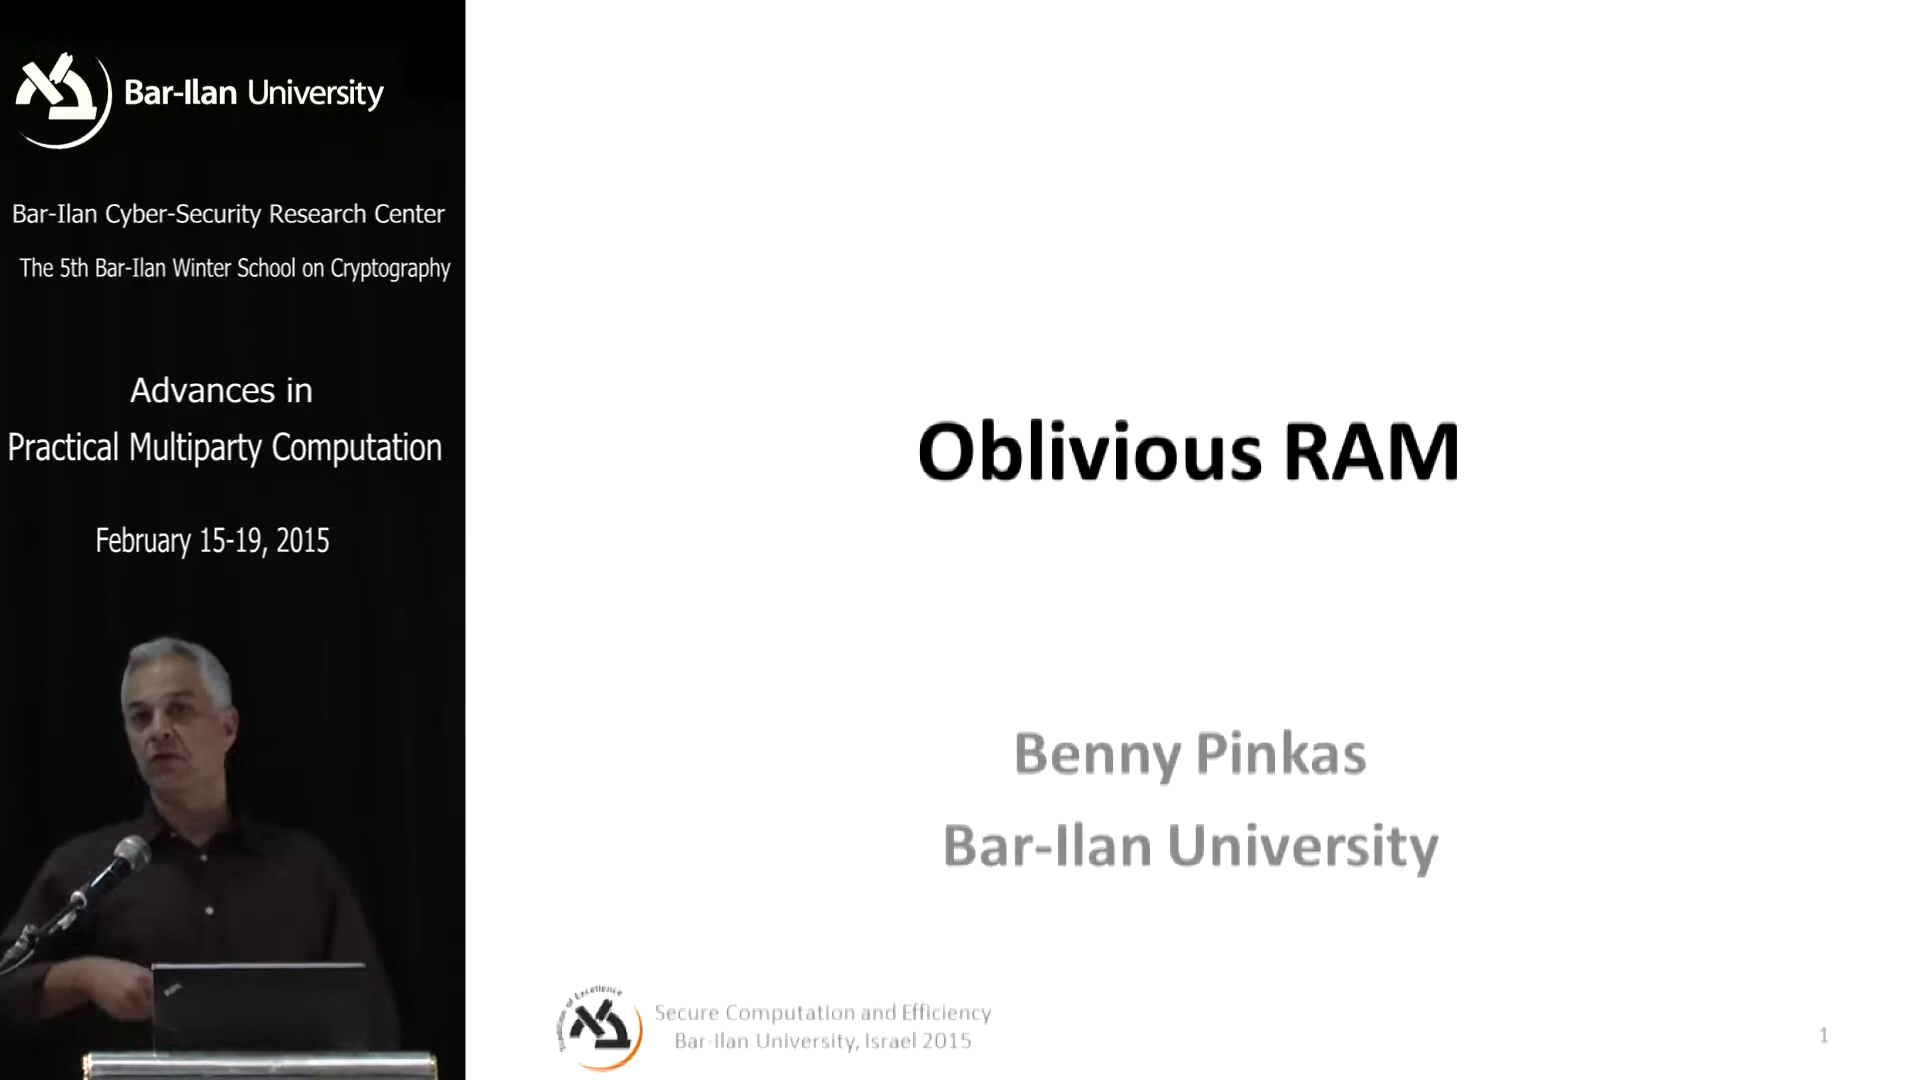 Bar-Ilan University
Bar-Ilan Cyber-Security Research Center
The 5th Bar-Ilan Winter School on Cryptography
Advances in
Practical Multiparty Computation
February 15-19, 2015
Oblivious RAM
Benny Pinkas
Bar-Ilan University
of Excellence
Secure Computation and Efficiency
Bar-Ilan University, Israel 2015
1